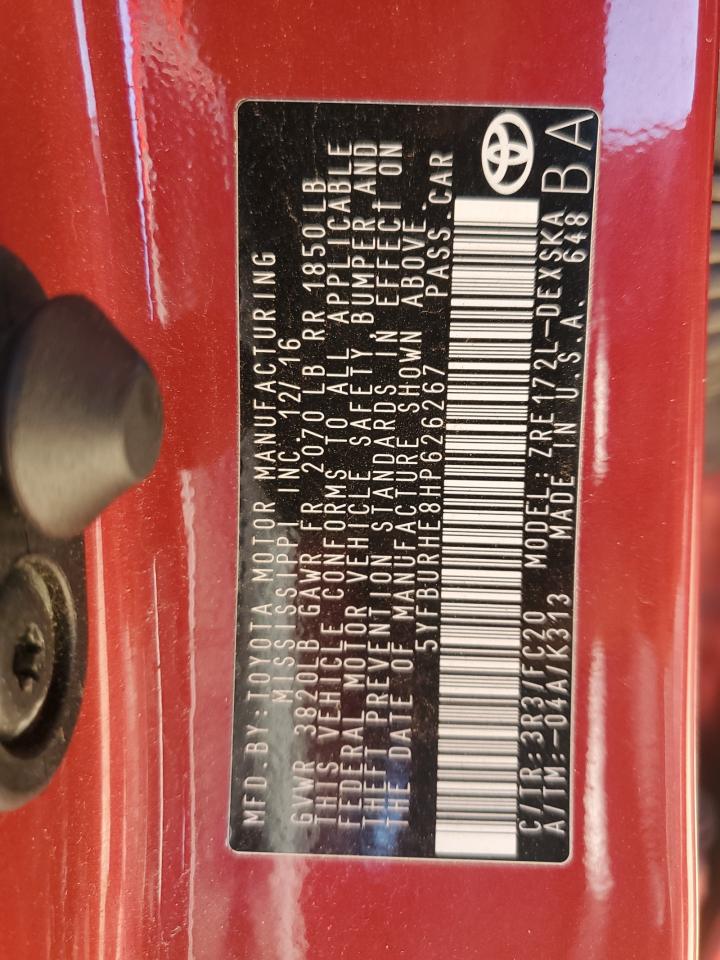 MFD.BY:TOYOTA MOTOR MANUFACTURING
MISSISSIPPI INC. 12/16
GVWR 3820LB GAWR FR 2070 LB RR 1850LB
THIS VEHICLE CONFORMS TO ALL APPLICABLE
FEDERAL MOTOR VEHICLE SAFETY, BUMPER AND
THEFT PREVENTION STANDARDS IN EFFECT ON
THE DATE OF MANUFACTURE SHOWN ABOVE.
5YFBURHE8HP626267 PASS.CAR
C/TR:3R3/FC20 MODEL:ZRE172L-DEXSKA
A/TM:-04A/K313 MADE IN U.S.A. 648
BA